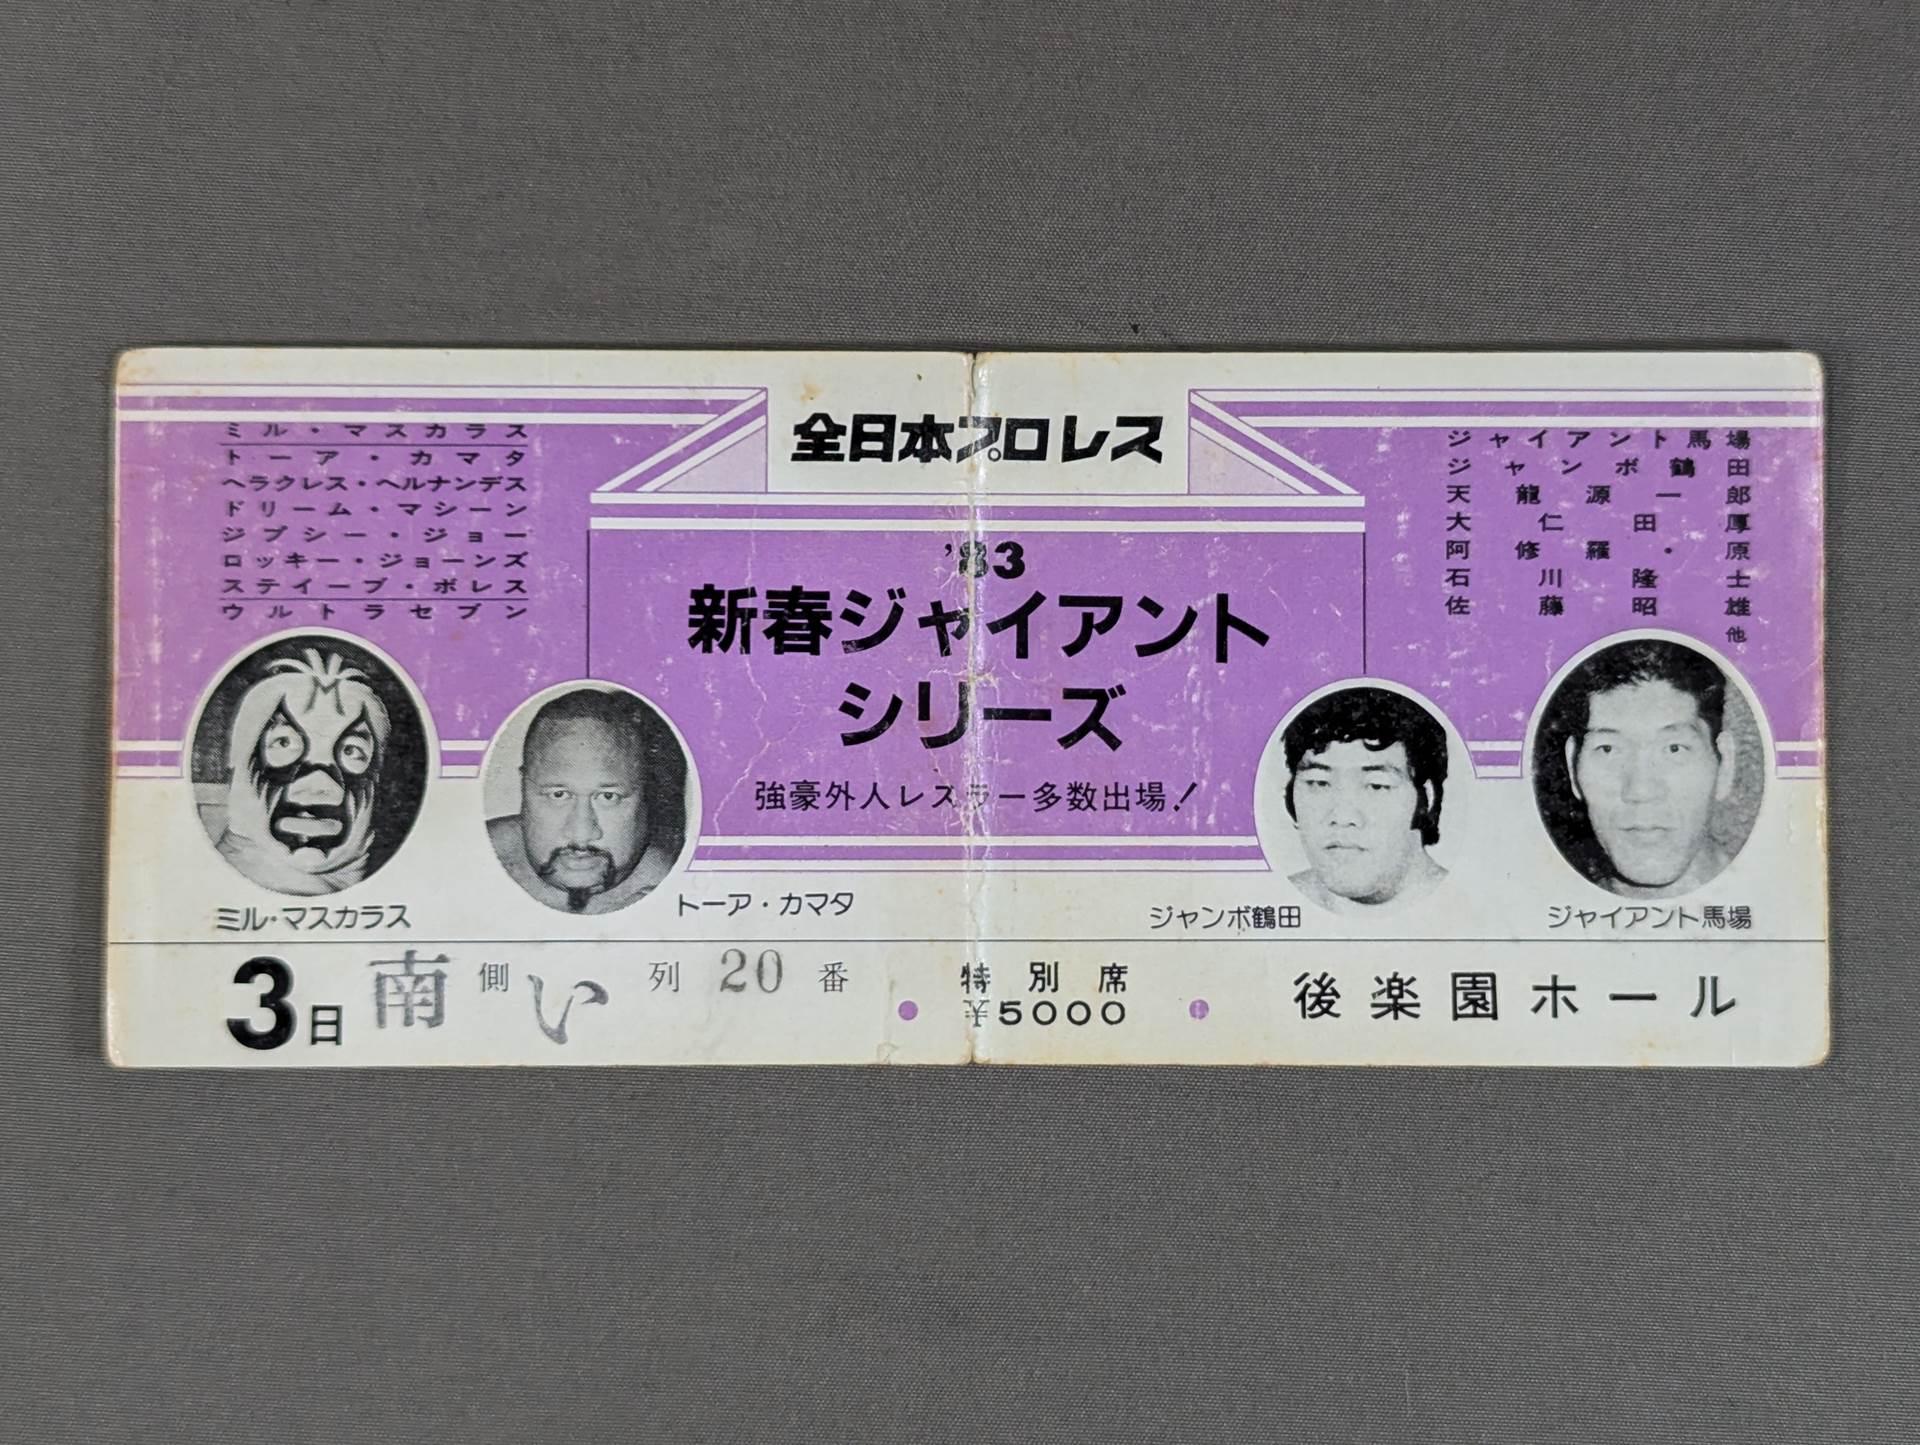 全日本プロレス
'83
新春ジャイアント
シリーズ
強豪外人レスラー多数出場!
ミル・マスカラス
トーア・カマタ
ヘラクレス・ヘルナンデス
ドリーム・マシーン
ジプシー・ジョー
ロッキー・ジョーンズ
スティーブ・ボレス
ウルトラセブン
ジャイアント馬場
ジャンボ鶴田
天龍源一郎
大仁田厚
阿修羅・原
石川隆士
佐藤昭雄
他
ミル・マスカラス
トーア・カマタ
ジャンボ鶴田
ジャイアント馬場
3日 南側 い列 20番 ● 特別席 ● 後楽園ホール
¥5000